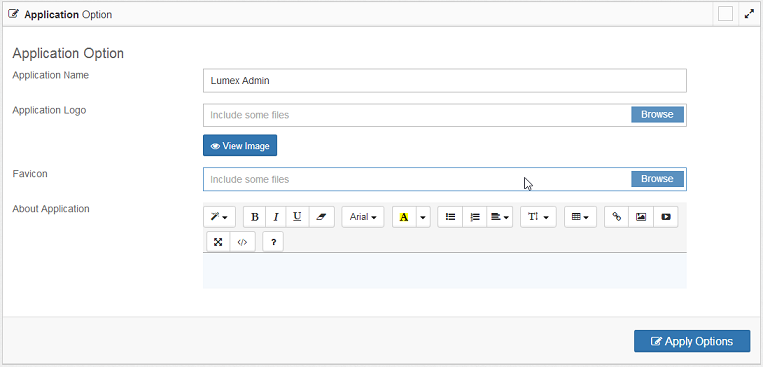 Application Option
Application Option
Application Name
Lumex Admin
Application Logo
Include some files
Browse
View Image
Favicon
Include some files
Browse
About Application
B I U Arial A T
</> ?
Apply Options